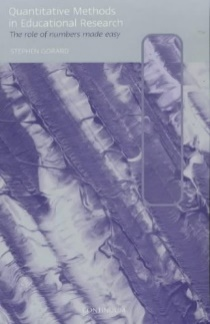 Quantitative Methods
in Educational Research
The role of numbers made easy
STEPHEN GORARD